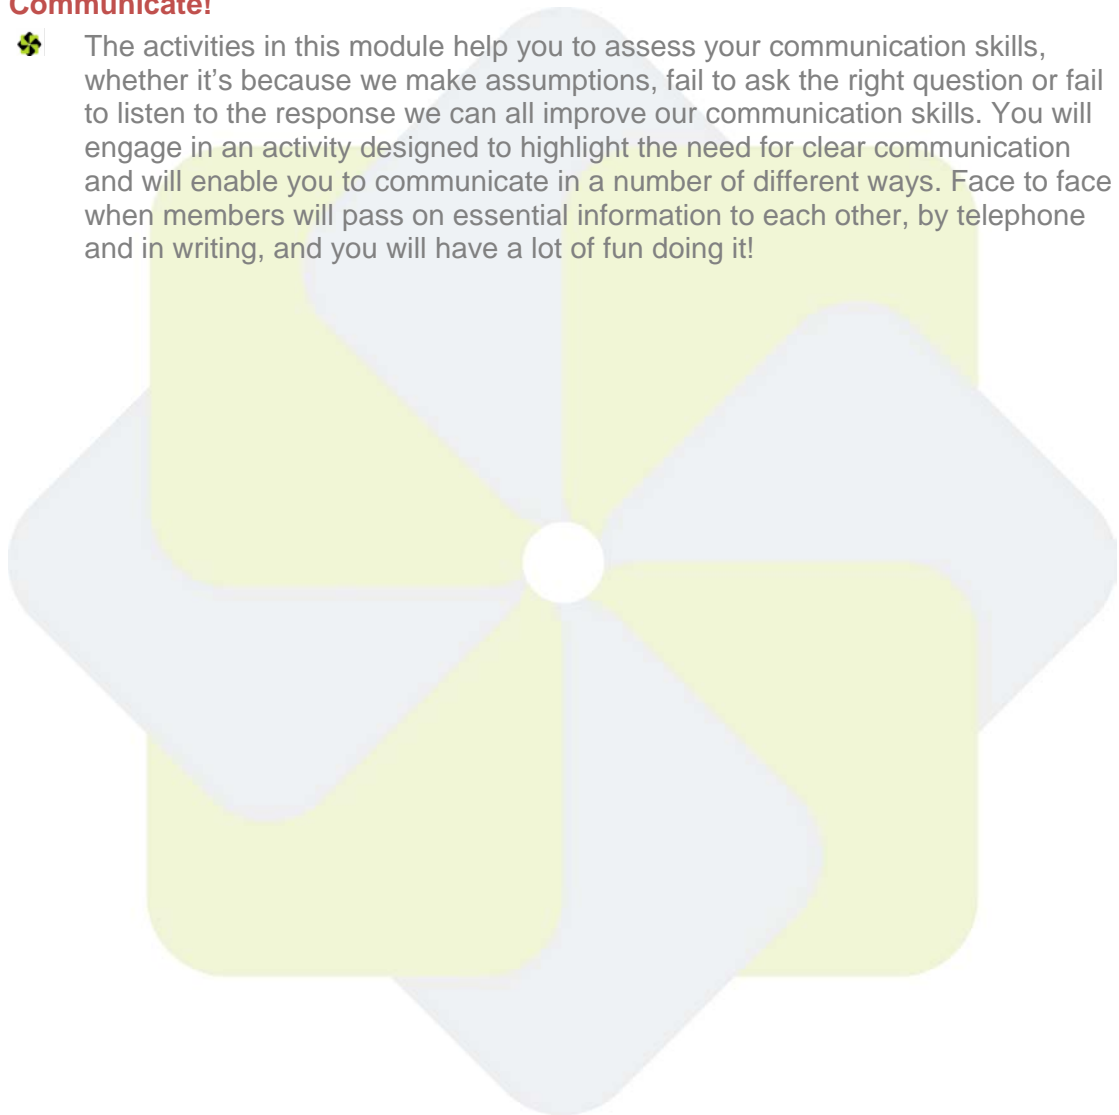 Communicate!
The activities in this module help you to assess your communication skills,
whether it's because we make assumptions, fail to ask the right question or fail
to listen to the response we can all improve our communication skills. You will
engage in an activity designed to highlight the need for clear communication
and will enable you to communicate in a number of different ways. Face to face
when members will pass on essential information to each other, by telephone
and in writing, and you will have a lot of fun doing it!